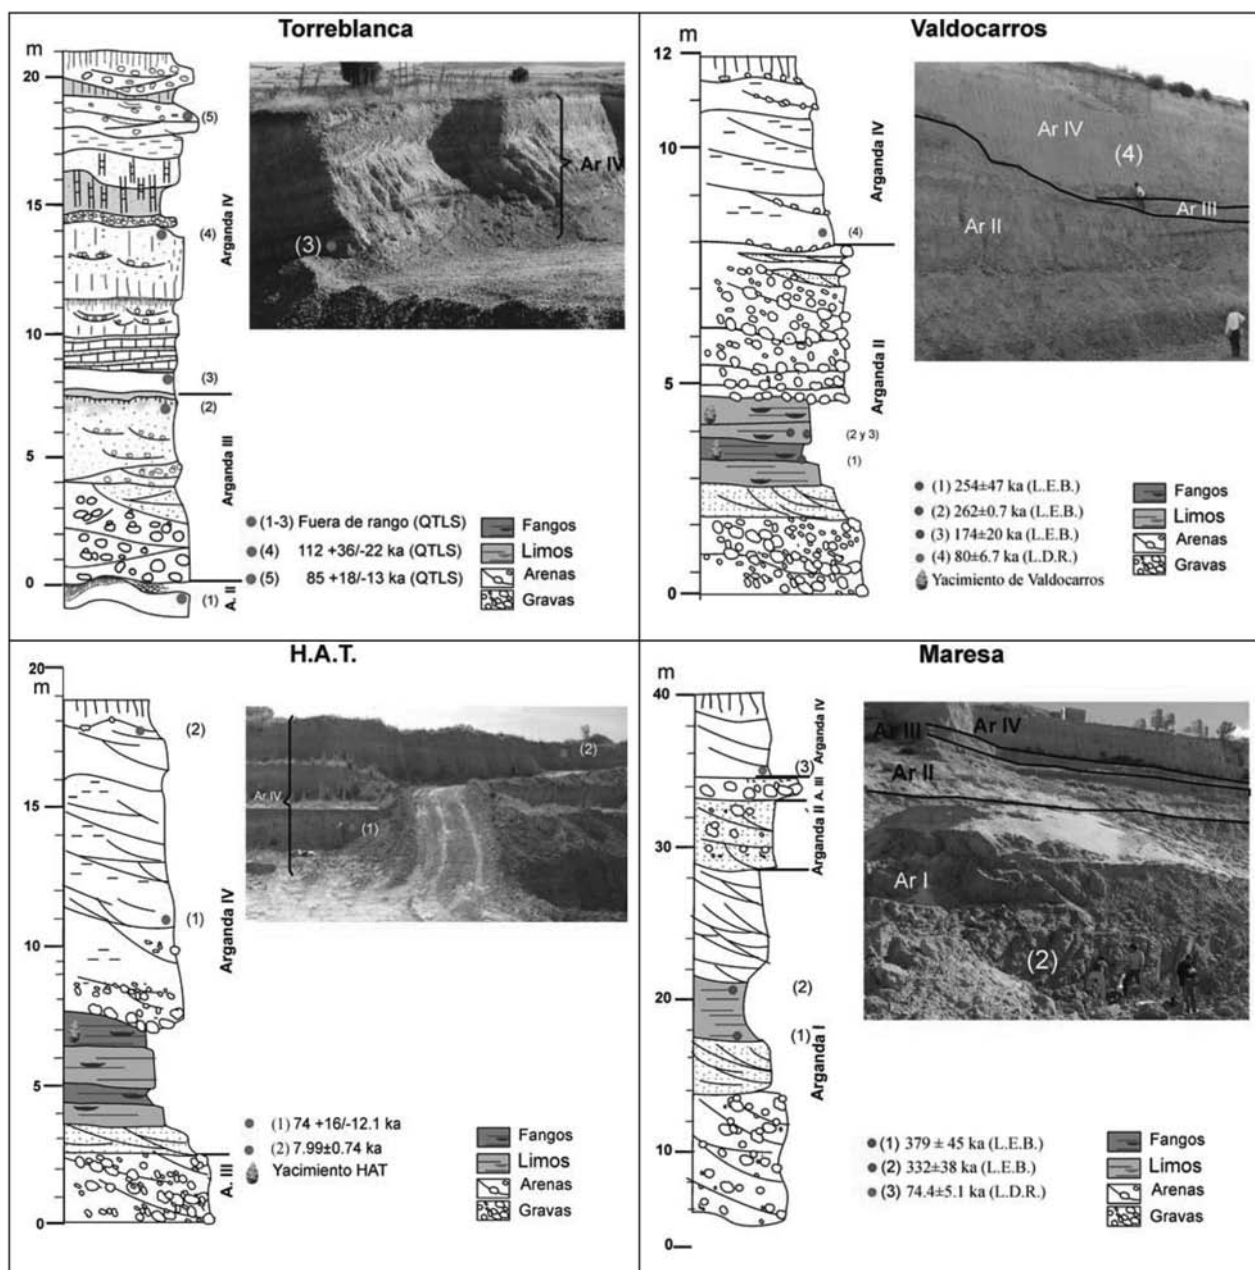 Torreblanca
m
20
15
10
5
0
(5)
(4)
(3)
(2)
(1)
Arganda IV
Arganda III
A. II
Ar IV
(3)
(1-3) Fuera de rango (QTLS)
(4) 112 +36/-22 ka (QTLS)
(5) 85 +18/-13 ka (QTLS)
Fangos
Limos
Arenas
Gravas
Valdocarros
m
12
10
5
0
(4)
(2 y 3)
(1)
Arganda IV
Arganda II
Ar IV
(4)
Ar III
Ar II
(1) 254±47 ka (L.E.B.)
(2) 262±0.7 ka (L.E.B.)
(3) 174±20 ka (L.E.B.)
(4) 80±6.7 ka (L.D.R.)
Yacimiento de Valdocarros
Fangos
Limos
Arenas
Gravas
H.A.T.
20
m
15
10
5
0
(2)
(1)
Arganda IV
A. III
Ar IV
(2)
(1)
(1) 74 +16/-12.1 ka
(2) 7.99±0.74 ka
Yacimiento HAT
Fangos
Limos
Arenas
Gravas
Maresa
m
40
30
20
10
0
(3)
(2)
(1)
Arganda IV
A. III
Arganda II
Arganda I
Ar III
Ar IV
Ar II
Ar I
(2)
(1) 379 ± 45 ka (L.E.B.)
(2) 332±38 ka (L.E.B.)
(3) 74.4±5.1 ka (L.D.R.)
Fangos
Limos
Arenas
Gravas